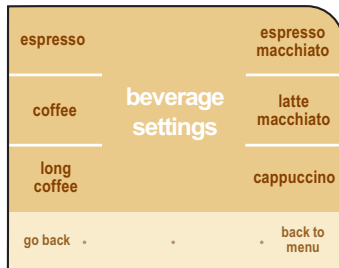 espresso
espresso
macchiato
beverage
settings
coffee
latte
macchiato
long
coffee
cappuccino
go back
back to
menu